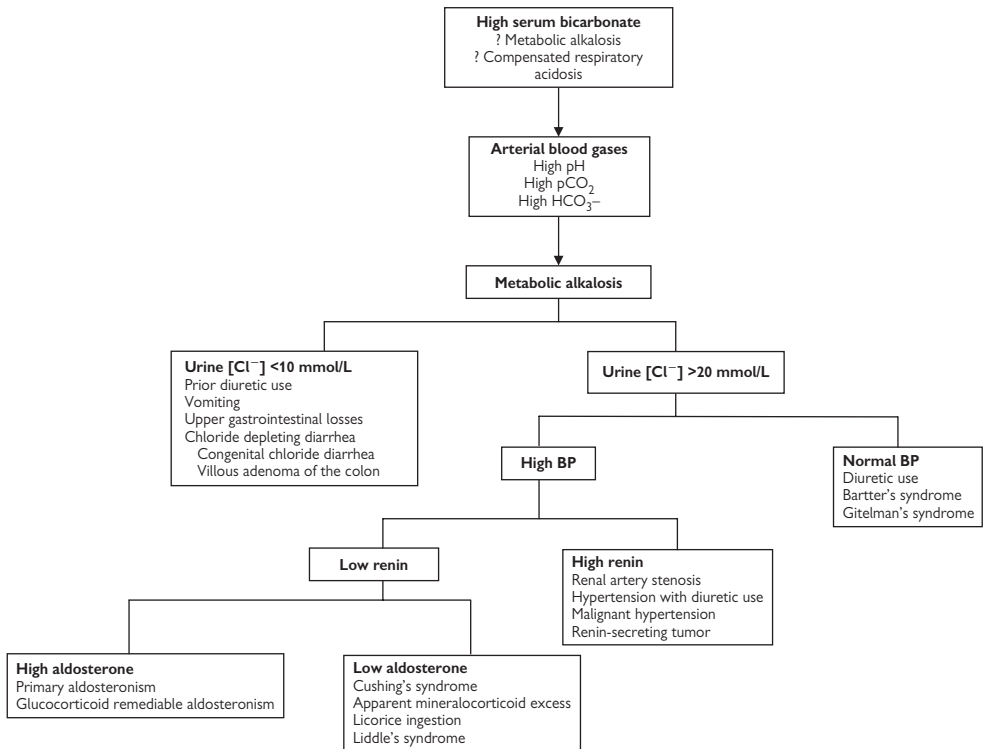 High serum bicarbonate
? Metabolic alkalosis
? Compensated respiratory
acidosis
Arterial blood gases
High pH
High pCO2
High HCO3−
Metabolic alkalosis
Urine [Cl−] <10 mmol/L
Prior diuretic use
Vomiting
Upper gastrointestinal losses
Chloride depleting diarrhea
Congenital chloride diarrhea
Villous adenoma of the colon
Urine [Cl−] >20 mmol/L
High BP
Normal BP
Diuretic use
Bartter's syndrome
Gitelman's syndrome
Low renin
High renin
Renal artery stenosis
Hypertension with diuretic use
Malignant hypertension
Renin-secreting tumor
High aldosterone
Primary aldosteronism
Glucocorticoid remediable aldosteronism
Low aldosterone
Cushing's syndrome
Apparent mineralocorticoid excess
Licorice ingestion
Liddle's syndrome